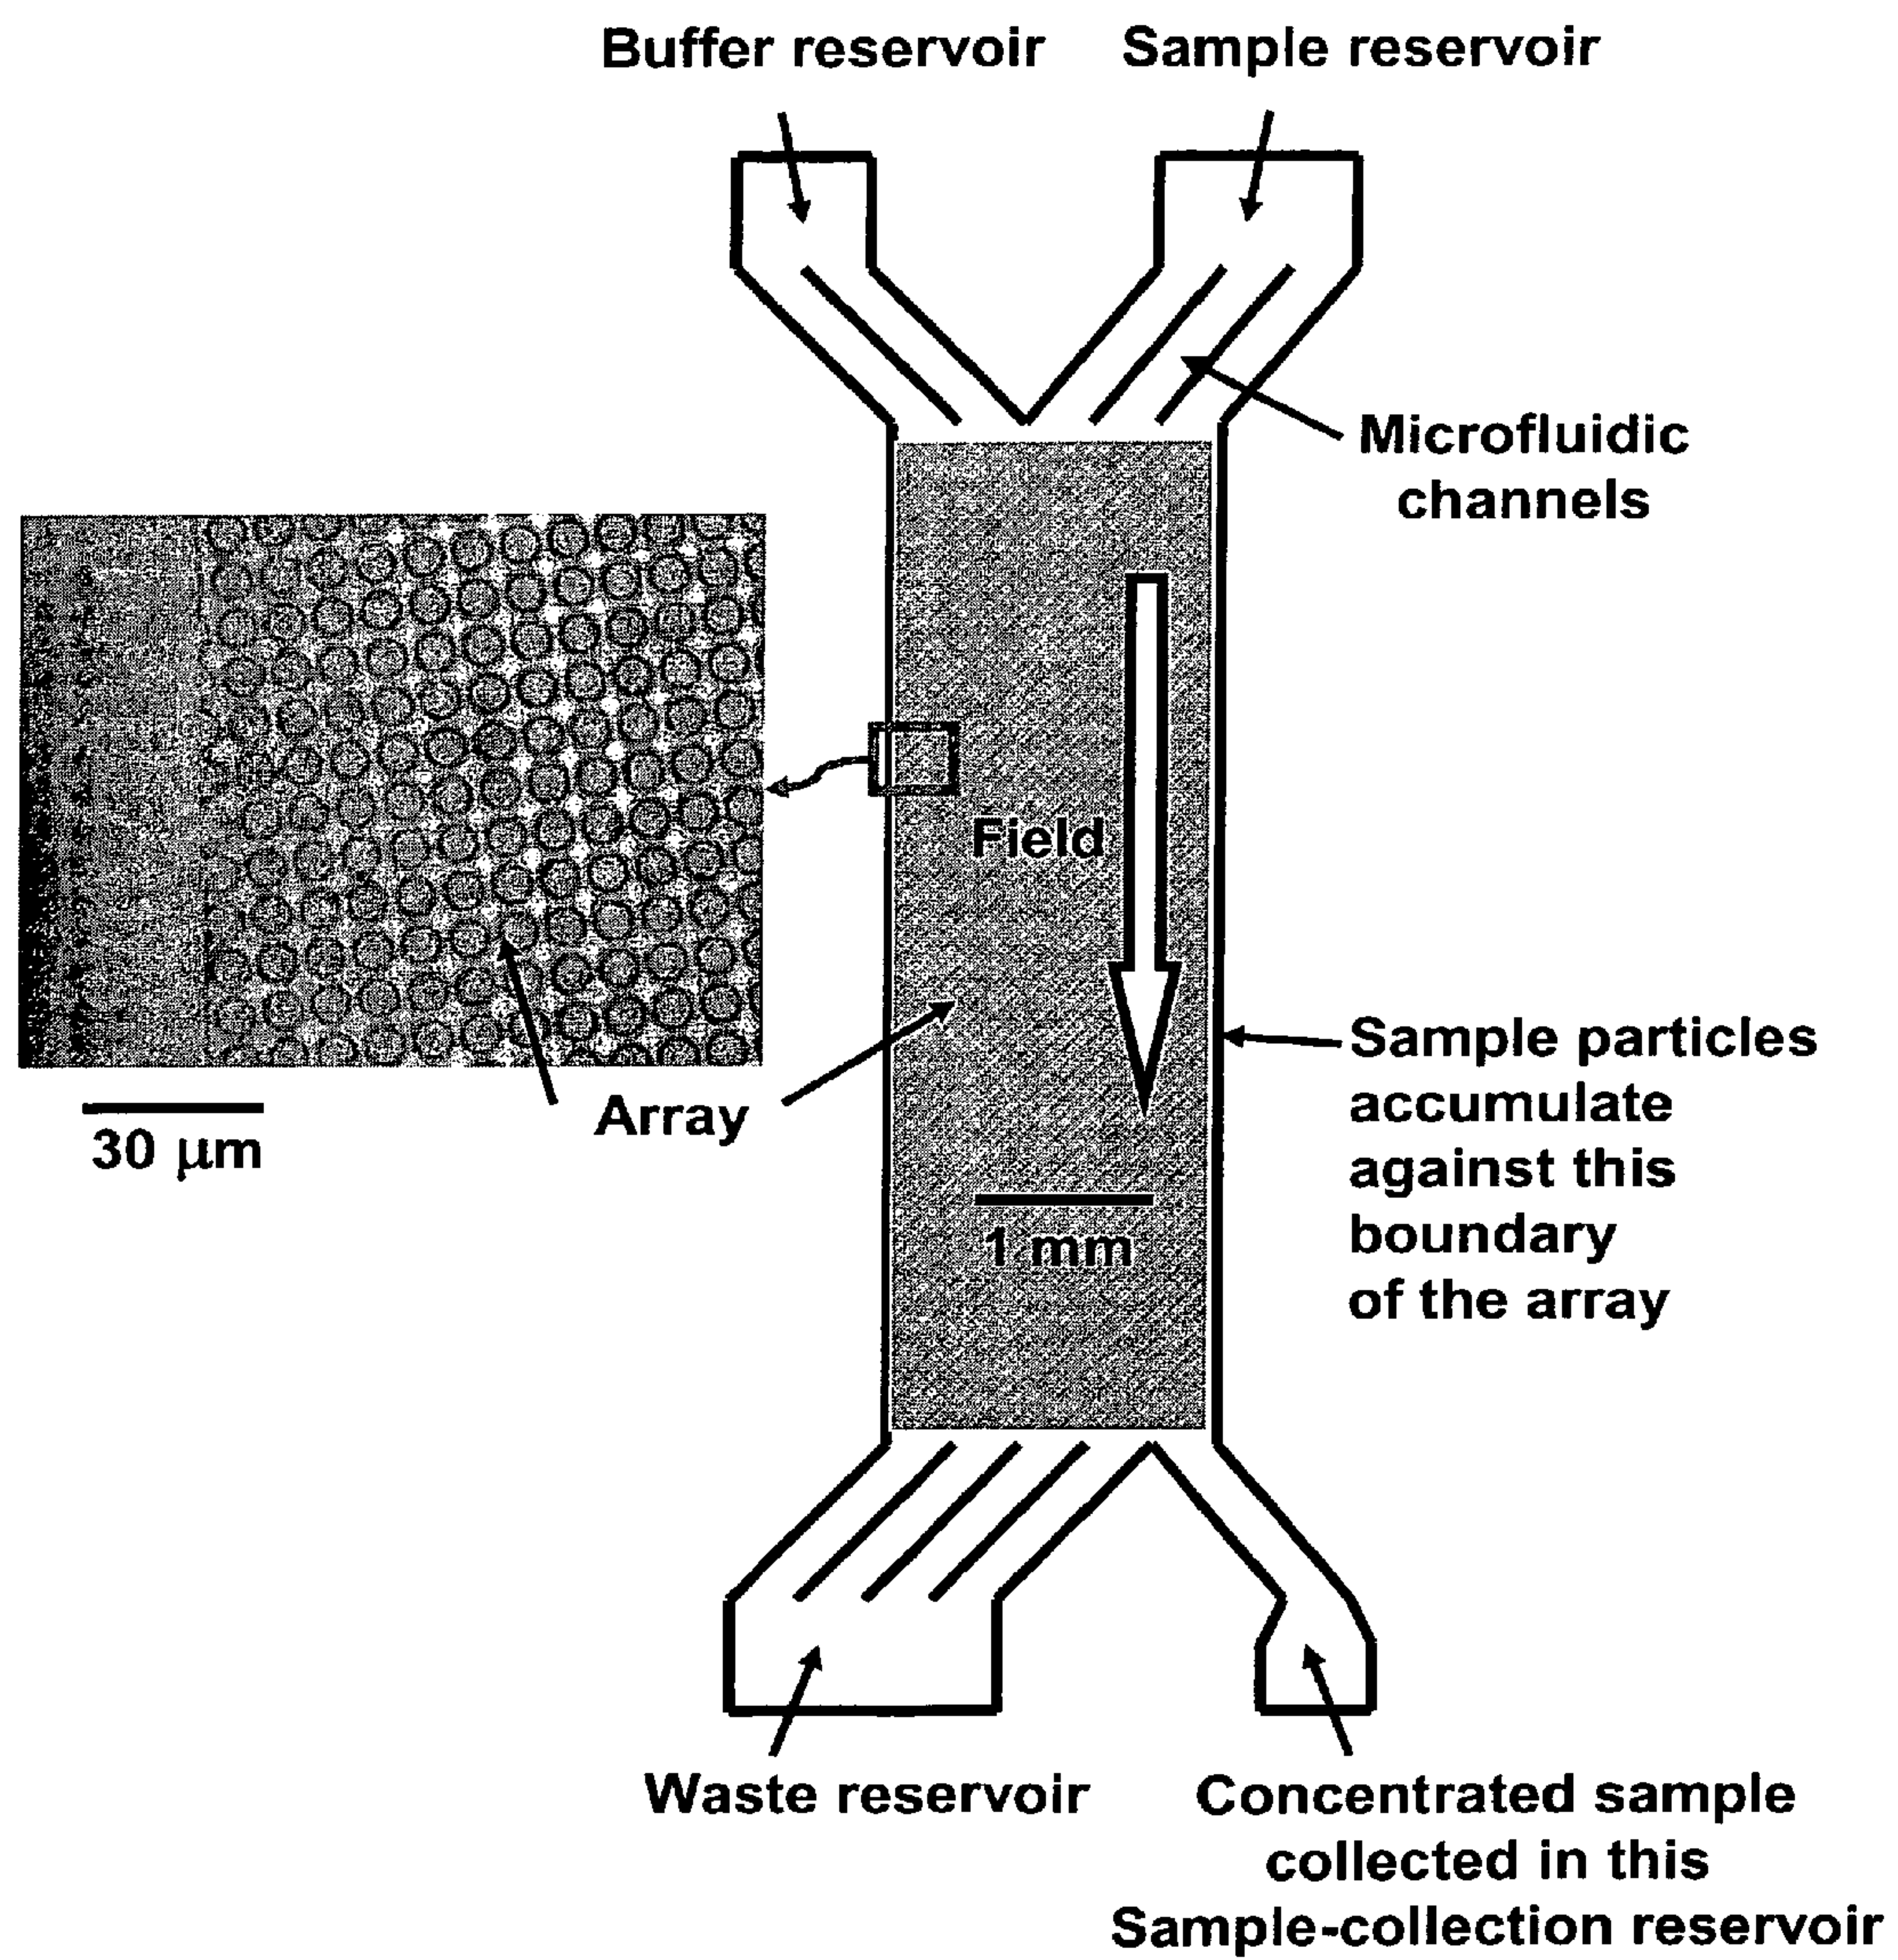 Buffer reservoir
Sample reservoir
Microfluidic
channels
Field
Array
30 μm
Sample particles
accumulate
against this
boundary
of the array
1 mm
Waste reservoir
Concentrated sample
collected in this
Sample-collection reservoir